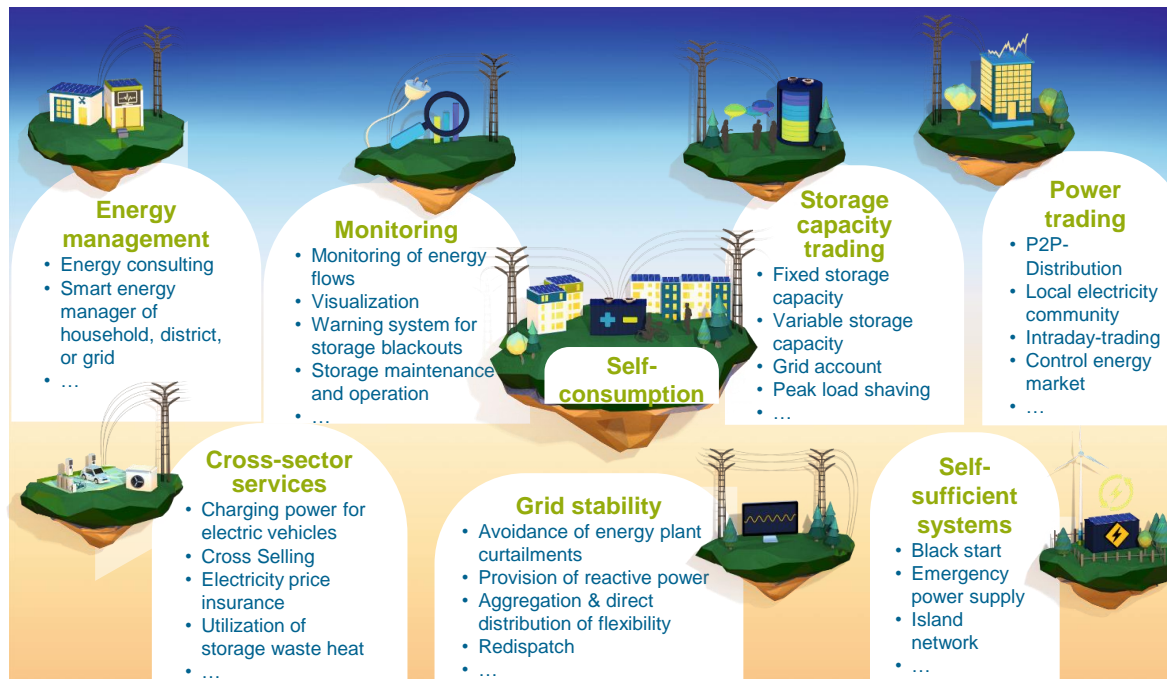 Energy
management
• Energy consulting
• Smart energy
manager of
household, district,
or grid
• …
Monitoring
• Monitoring of energy
flows
• Visualization
• Warning system for
storage blackouts
• Storage maintenance
and operation
• …
Self-
consumption
Storage
capacity
trading
• Fixed storage
capacity
• Variable storage
capacity
• Grid account
• Peak load shaving
• …
Power
trading
• P2P-
Distribution
• Local electricity
community
• Intraday-trading
• Control energy
market
• …
Cross-sector
services
• Charging power for
electric vehicles
• Cross Selling
• Electricity price
insurance
• Utilization of
storage waste heat
• …
Grid stability
• Avoidance of energy plant
curtailments
• Provision of reactive power
• Aggregation & direct
distribution of flexibility
• Redispatch
• …
Self-
sufficient
systems
• Black start
• Emergency
power supply
• Island
network
• …